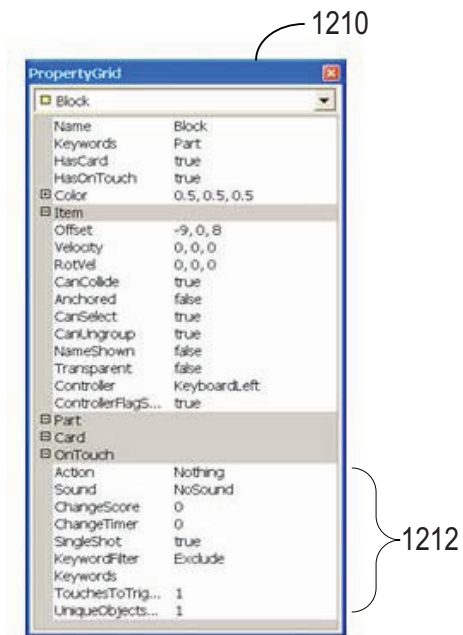 1210
PropertyGrid
Block
Name Block
Keywords Part
HasCard true
HasOnTouch true
Color 0.5, 0.5, 0.5
Item
Offset -9, 0, 8
Velocity 0, 0, 0
RotVel 0, 0, 0
CanCollide true
Anchored false
CanSelect true
CanUngroup true
NameShown false
Transparent false
Controller KeyboardLeft
ControllerFlagS... true
Part
Card
OnTouch
Action Nothing
Sound NoSound
ChangeScore 0
ChangeTimer 0
SingleShot true
KeywordFilter Exclude
Keywords
TouchesToTrig... 1
UniqueObjects... 1
1212